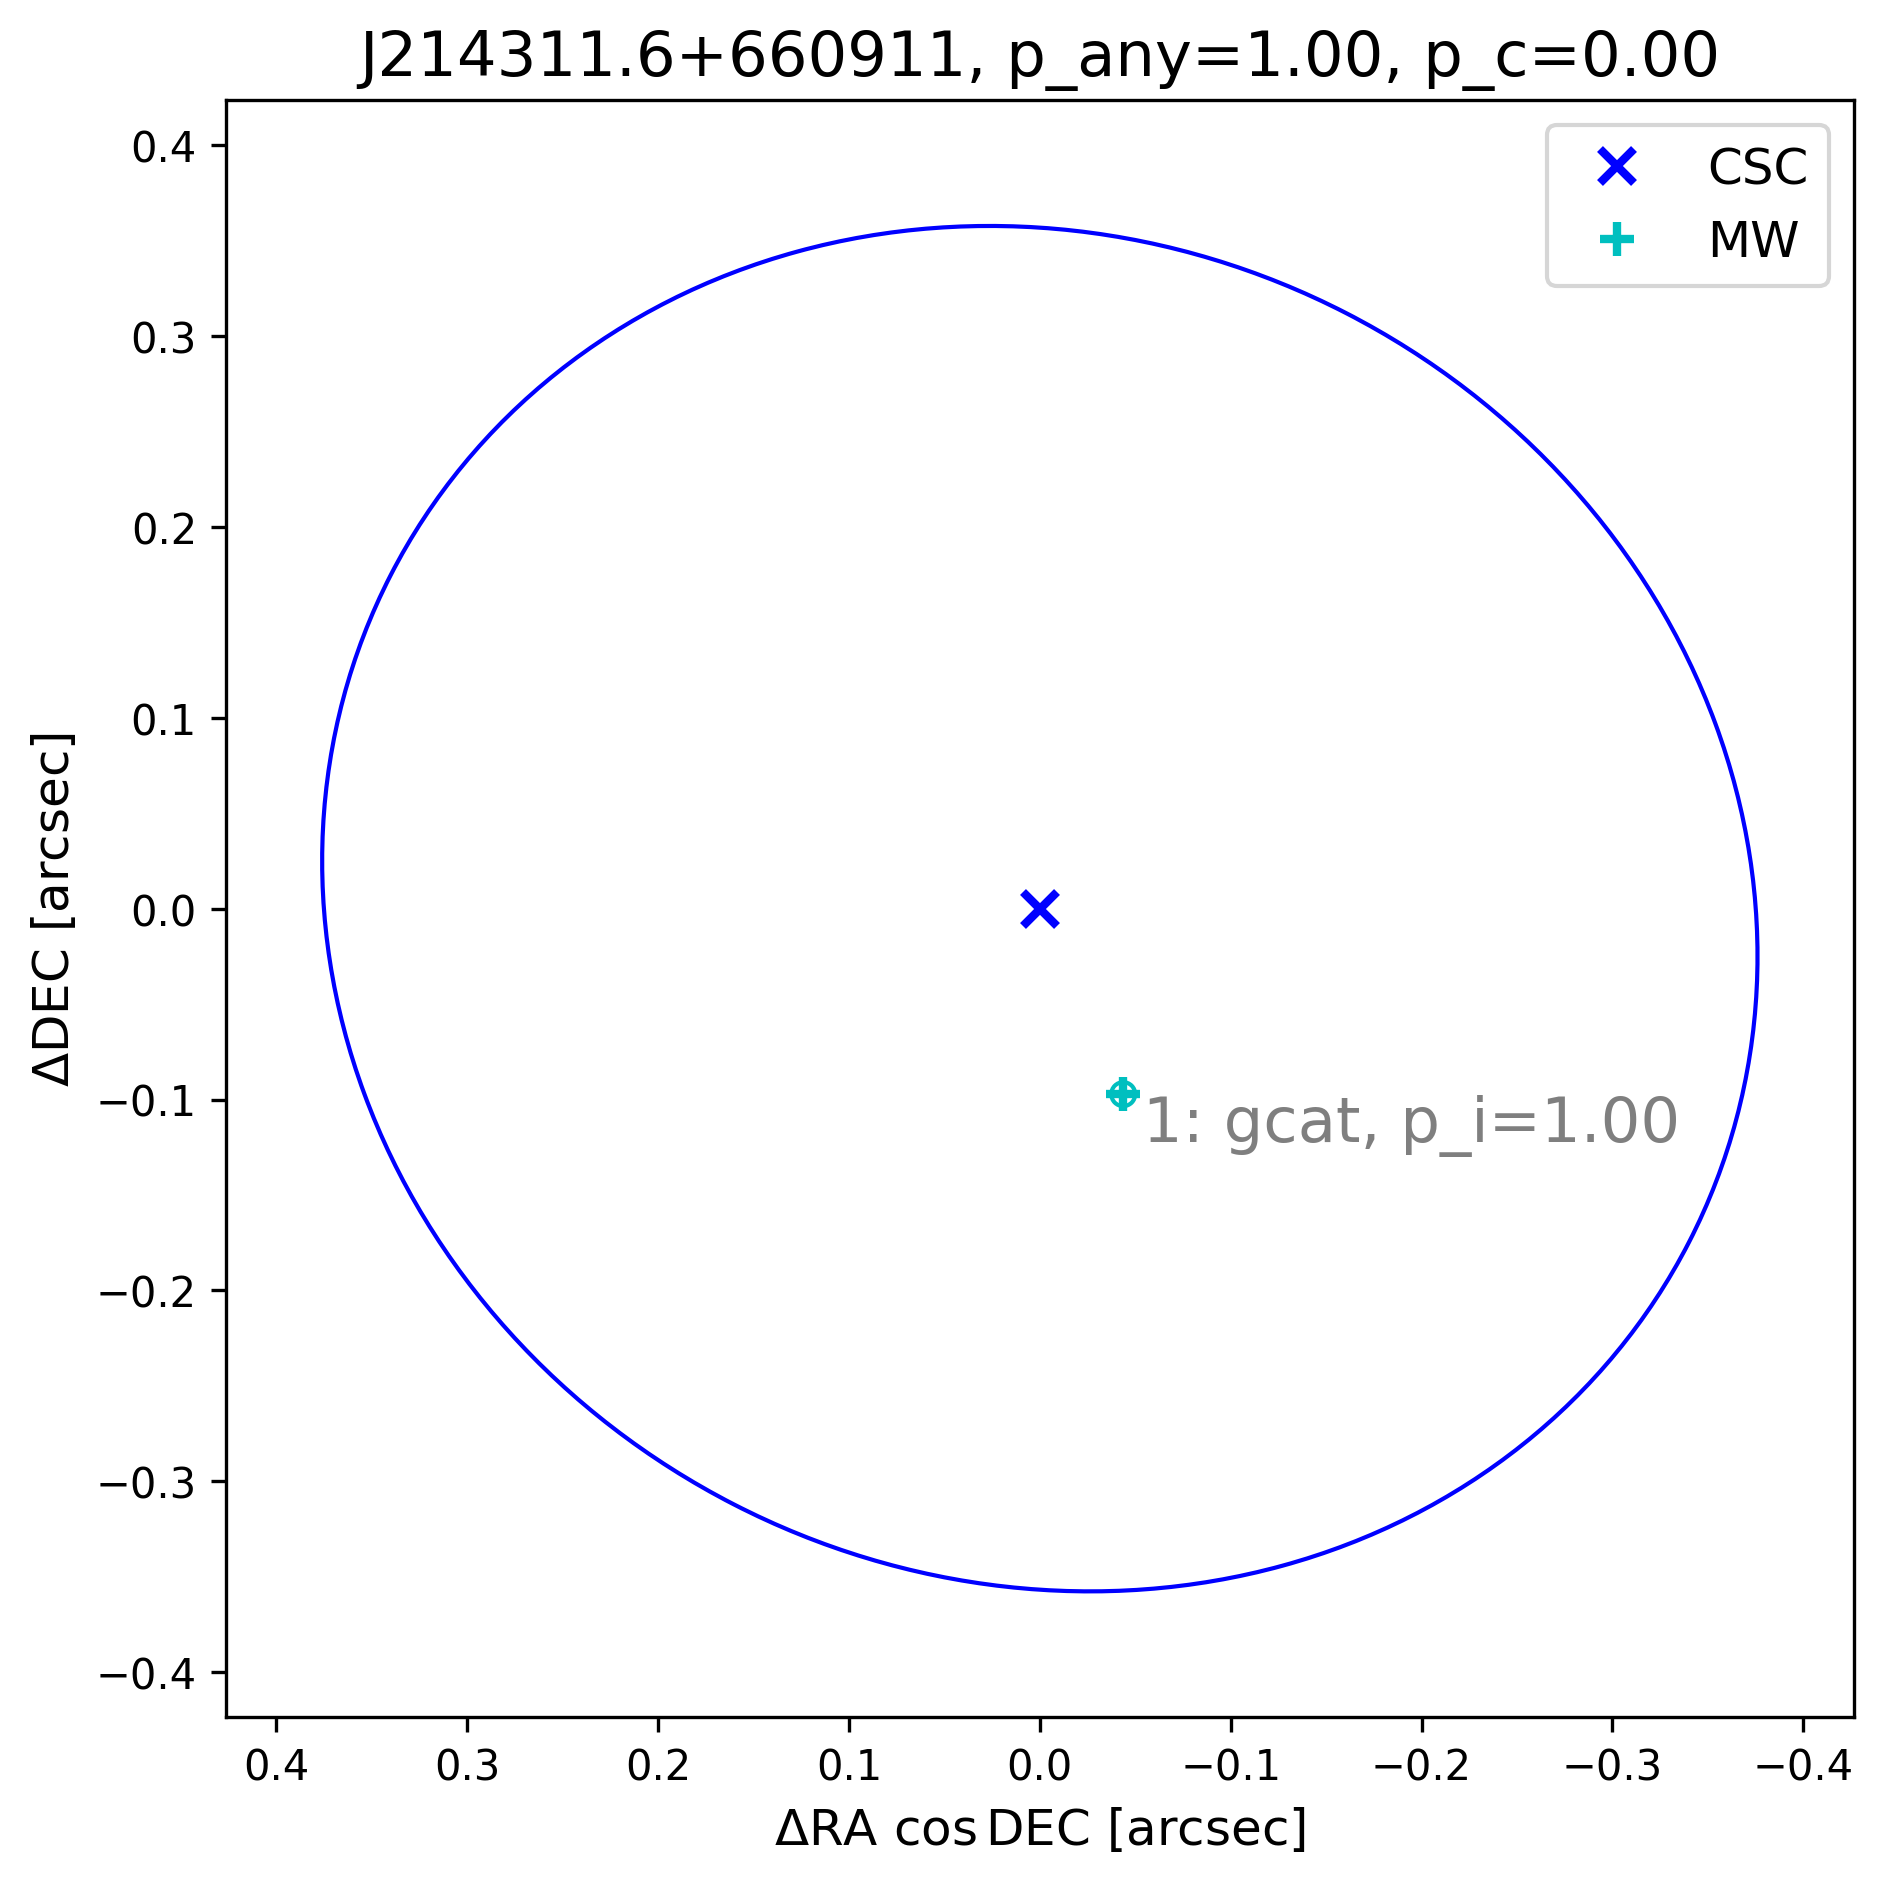 J214311.6+660911, p_any=1.00, p_c=0.00
CSC
MW
0.4
0.3
0.2
0.1
0.0
−0.1
−0.2
−0.3
−0.4
ΔDEC [arcsec]
1: gcat, p_i=1.00
0.4 0.3 0.2 0.1 0.0 −0.1 −0.2 −0.3 −0.4
ΔRA cos DEC [arcsec]